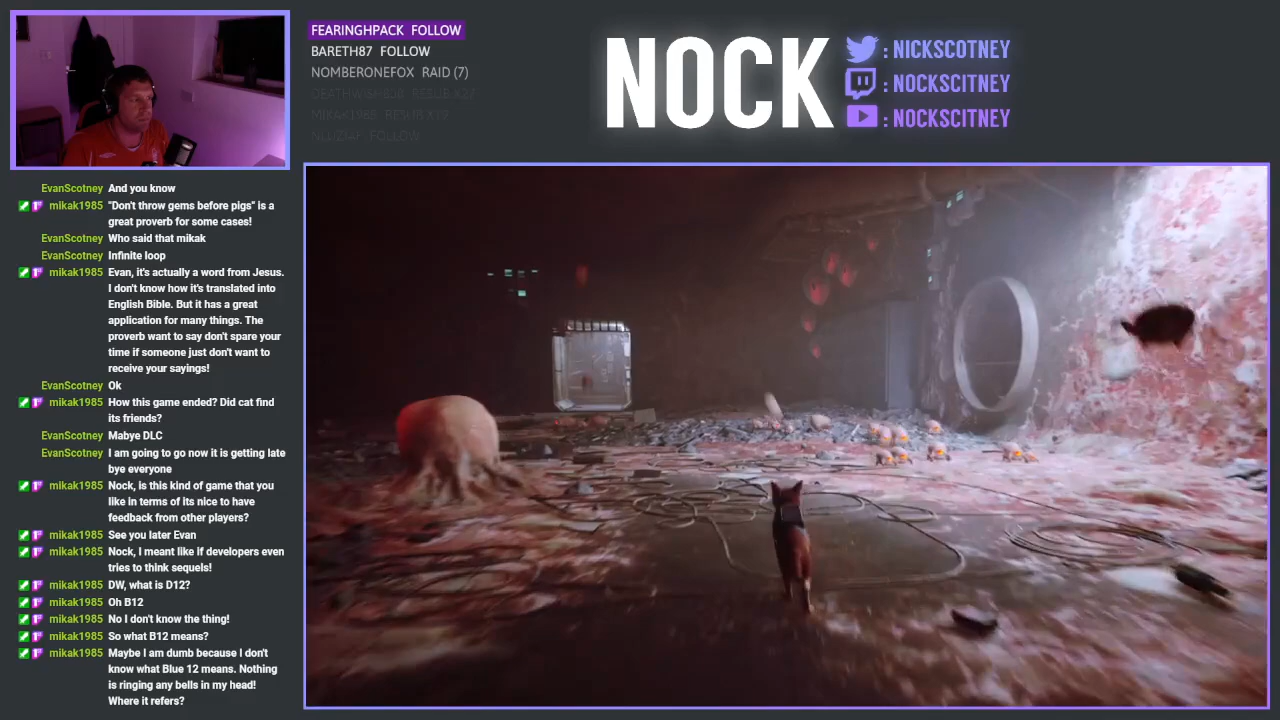 FEARINGHPACK FOLLOW
BARETH87 FOLLOW
NOMBERONEFOX RAID (7)
MIKAK1985 RESUB X19
NOCK
: NICKSCOTNEY
: NOCKSCITNEY
: NOCKSCITNEY
EvanScotney And you know
mikak1985 "Don't throw gems before pigs" is a
great proverb for some cases!
EvanScotney Who said that mikak
EvanScotney Infinite loop
mikak1985 Evan, it's actually a word from Jesus.
I don't know how it's translated into
English Bible. But it has a great
application for many things. The
proverb want to say don't spare your
time if someone just don't want to
receive your sayings!
EvanScotney Ok
mikak1985 How this game ended? Did cat find
its friends?
EvanScotney Mabye DLC
EvanScotney I am going to go now it is getting late
bye everyone
mikak1985 Nock, is this kind of game that you
like in terms of its nice to have
feedback from other players?
mikak1985 See you later Evan
mikak1985 Nock, I meant like if developers even
tries to think sequels!
mikak1985 DW, what is D12?
mikak1985 Oh B12
mikak1985 No I don't know the thing!
mikak1985 So what B12 means?
mikak1985 Maybe I am dumb because I don't
know what Blue 12 means. Nothing
is ringing any bells in my head!
Where it refers?